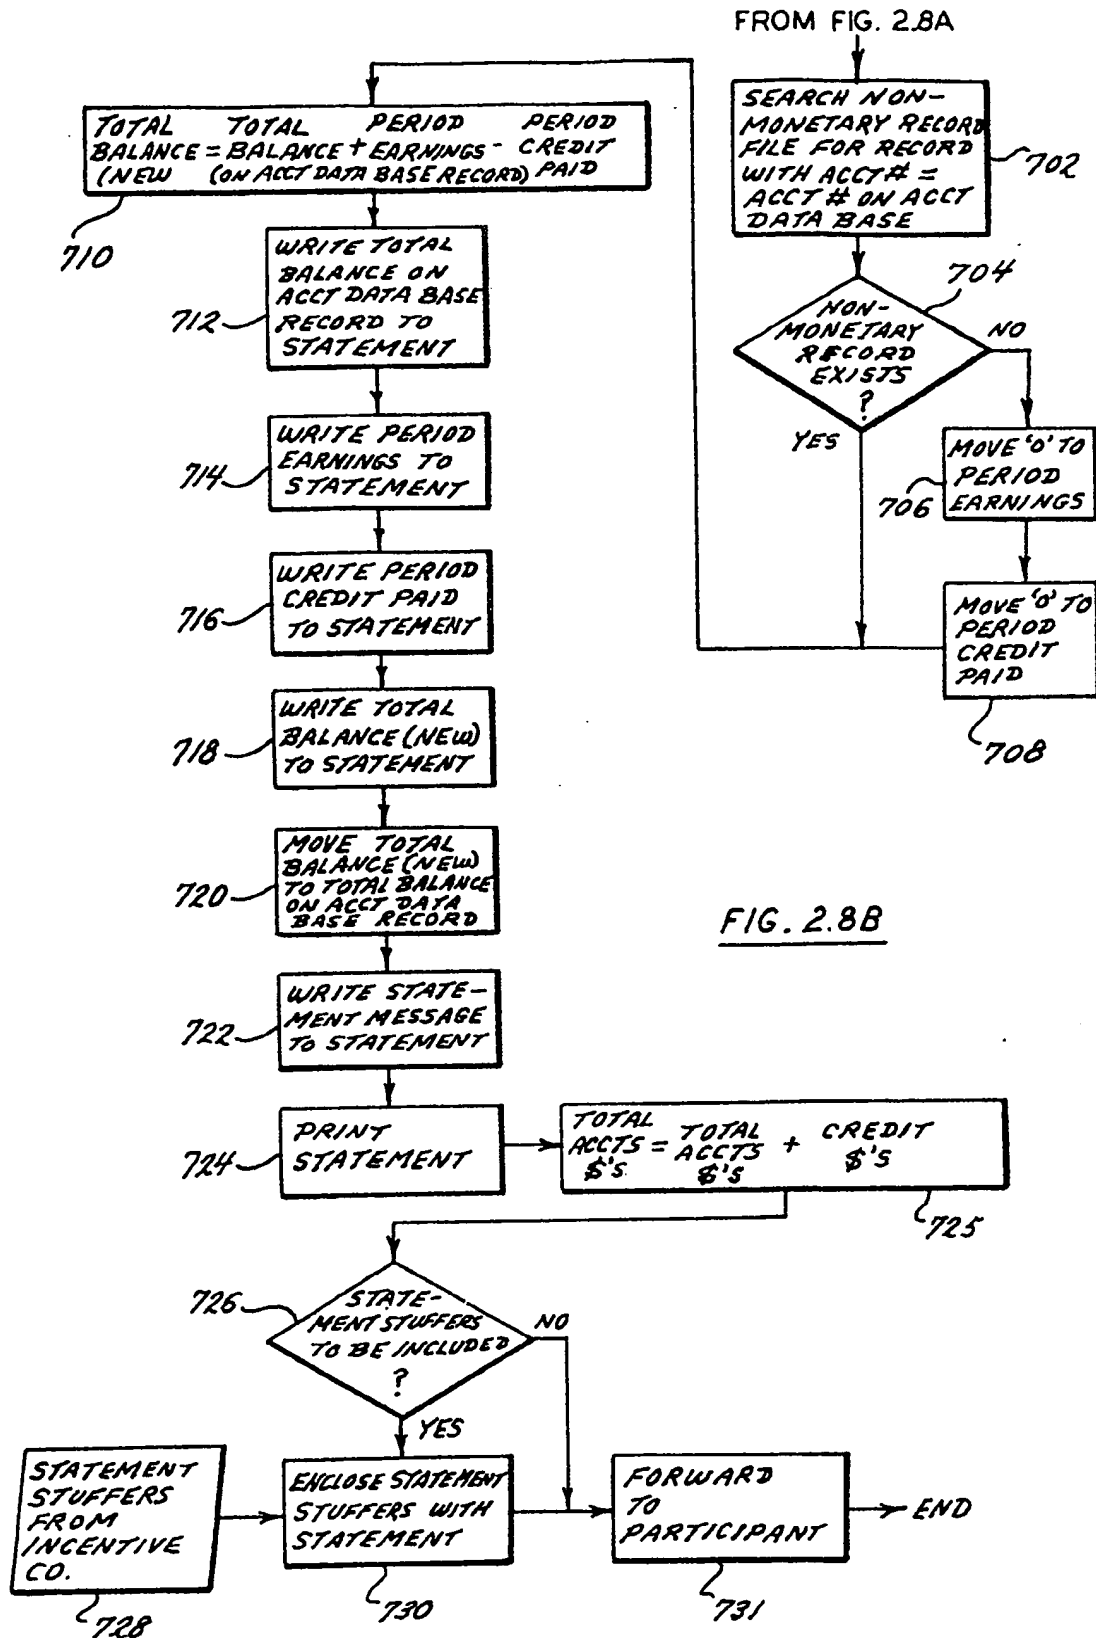 FROM FIG. 2.8A
SEARCH NON-
MONETARY RECORD
FILE FOR RECORD
WITH ACCT# =
ACCT # ON ACCT
DATA BASE
702
704
NON-
MONETARY
RECORD
EXISTS
?
NO
YES
MOVE '0' TO
PERIOD
EARNINGS
706
MOVE '0' TO
PERIOD
CREDIT
PAID
708
TOTAL TOTAL PERIOD PERIOD
BALANCE = BALANCE + EARNINGS - CREDIT
(NEW (ON ACCT DATA BASE RECORD) PAID
710
WRITE TOTAL
BALANCE ON
ACCT DATA BASE
RECORD TO
STATEMENT
712
WRITE PERIOD
EARNINGS TO
STATEMENT
714
WRITE PERIOD
CREDIT PAID
TO STATEMENT
716
WRITE TOTAL
BALANCE (NEW)
TO STATEMENT
718
MOVE TOTAL
BALANCE (NEW)
TO TOTAL BALANCE
ON ACCT DATA
BASE RECORD
720
FIG. 2.8B
WRITE STATE-
MENT MESSAGE
TO STATEMENT
722
PRINT
STATEMENT
724
TOTAL
ACCTS = TOTAL + CREDIT
$'S ACCTS $'S
$'S
725
726
STATE-
MENT STUFFERS
TO BE INCLUDED
?
NO
YES
STATEMENT
STUFFERS
FROM
INCENTIVE
CO.
728
ENCLOSE STATEMENT
STUFFERS WITH
STATEMENT
730
FORWARD
TO
PARTICIPANT
731
END